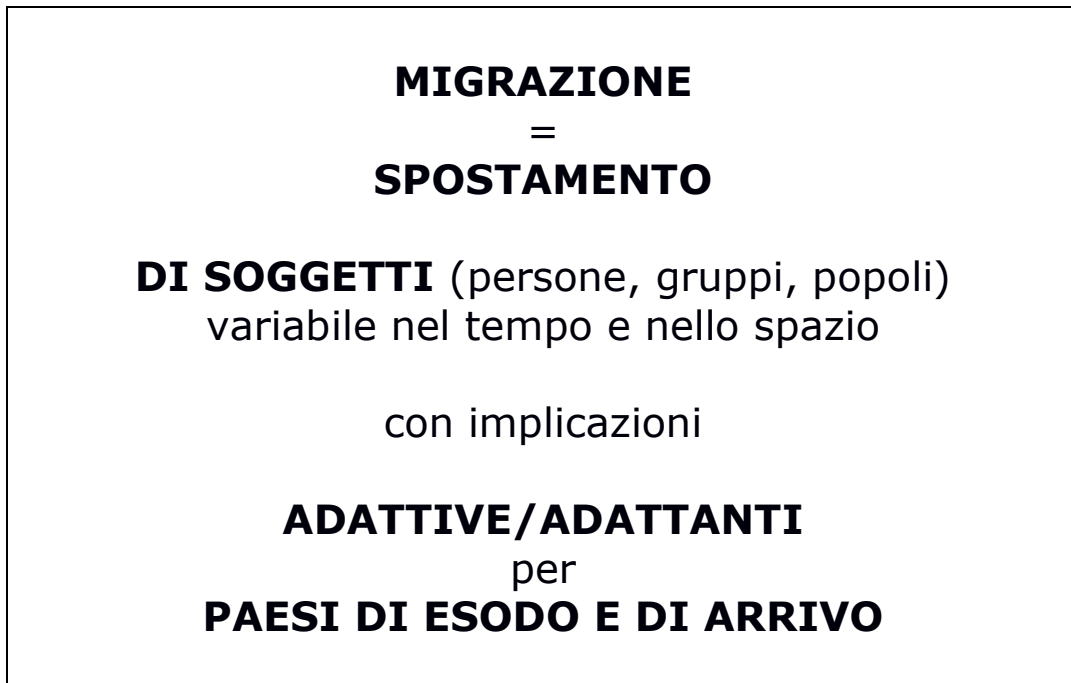 MIGRAZIONE
=
SPOSTAMENTO
DI SOGGETTI (persone, gruppi, popoli)
variabile nel tempo e nello spazio
con implicazioni
ADATTIVE/ADATTANTI
per
PAESI DI ESODO E DI ARRIVO